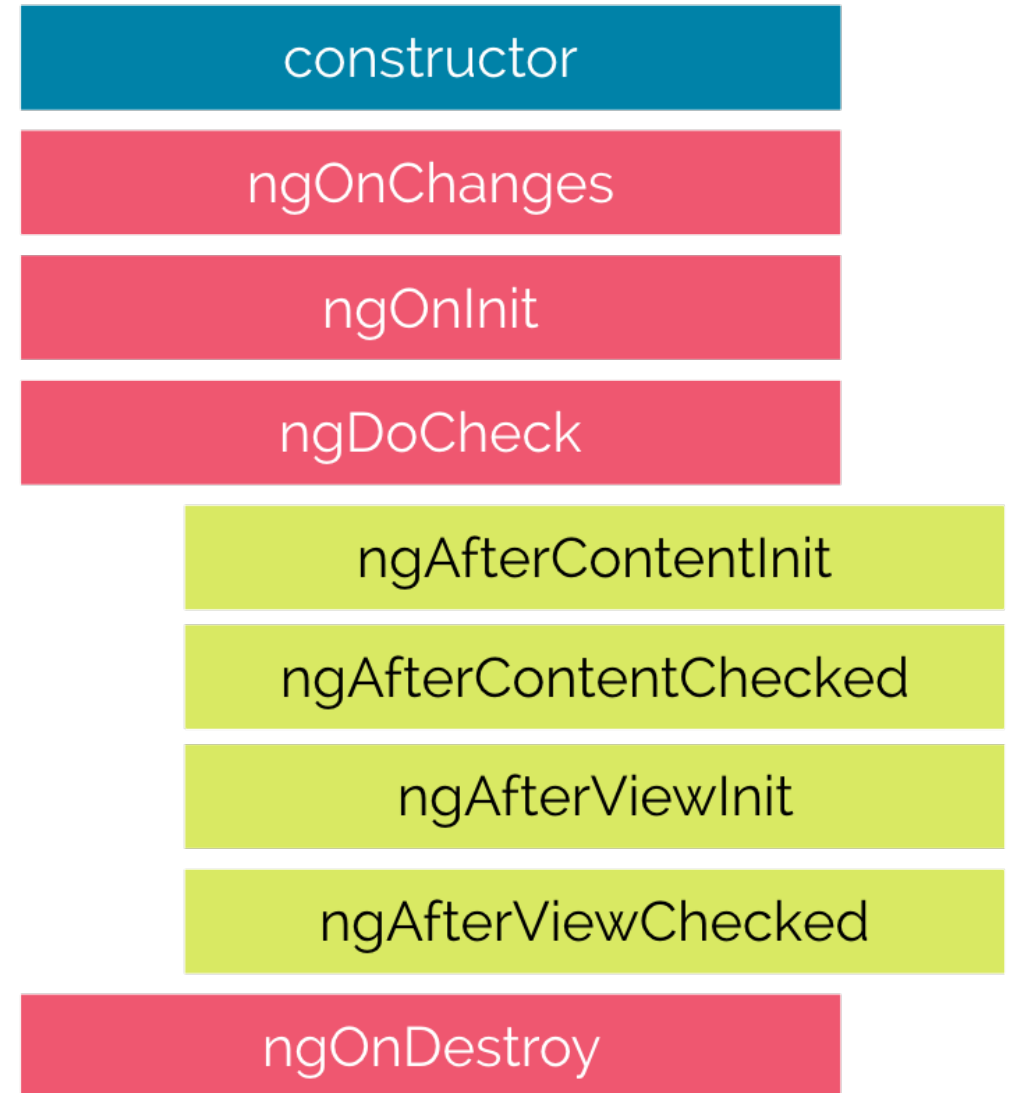 constructor
ngOnChanges
ngOnInit
ngDoCheck
ngAfterContentInit
ngAfterContentChecked
ngAfterViewInit
ngAfterViewChecked
ngOnDestroy